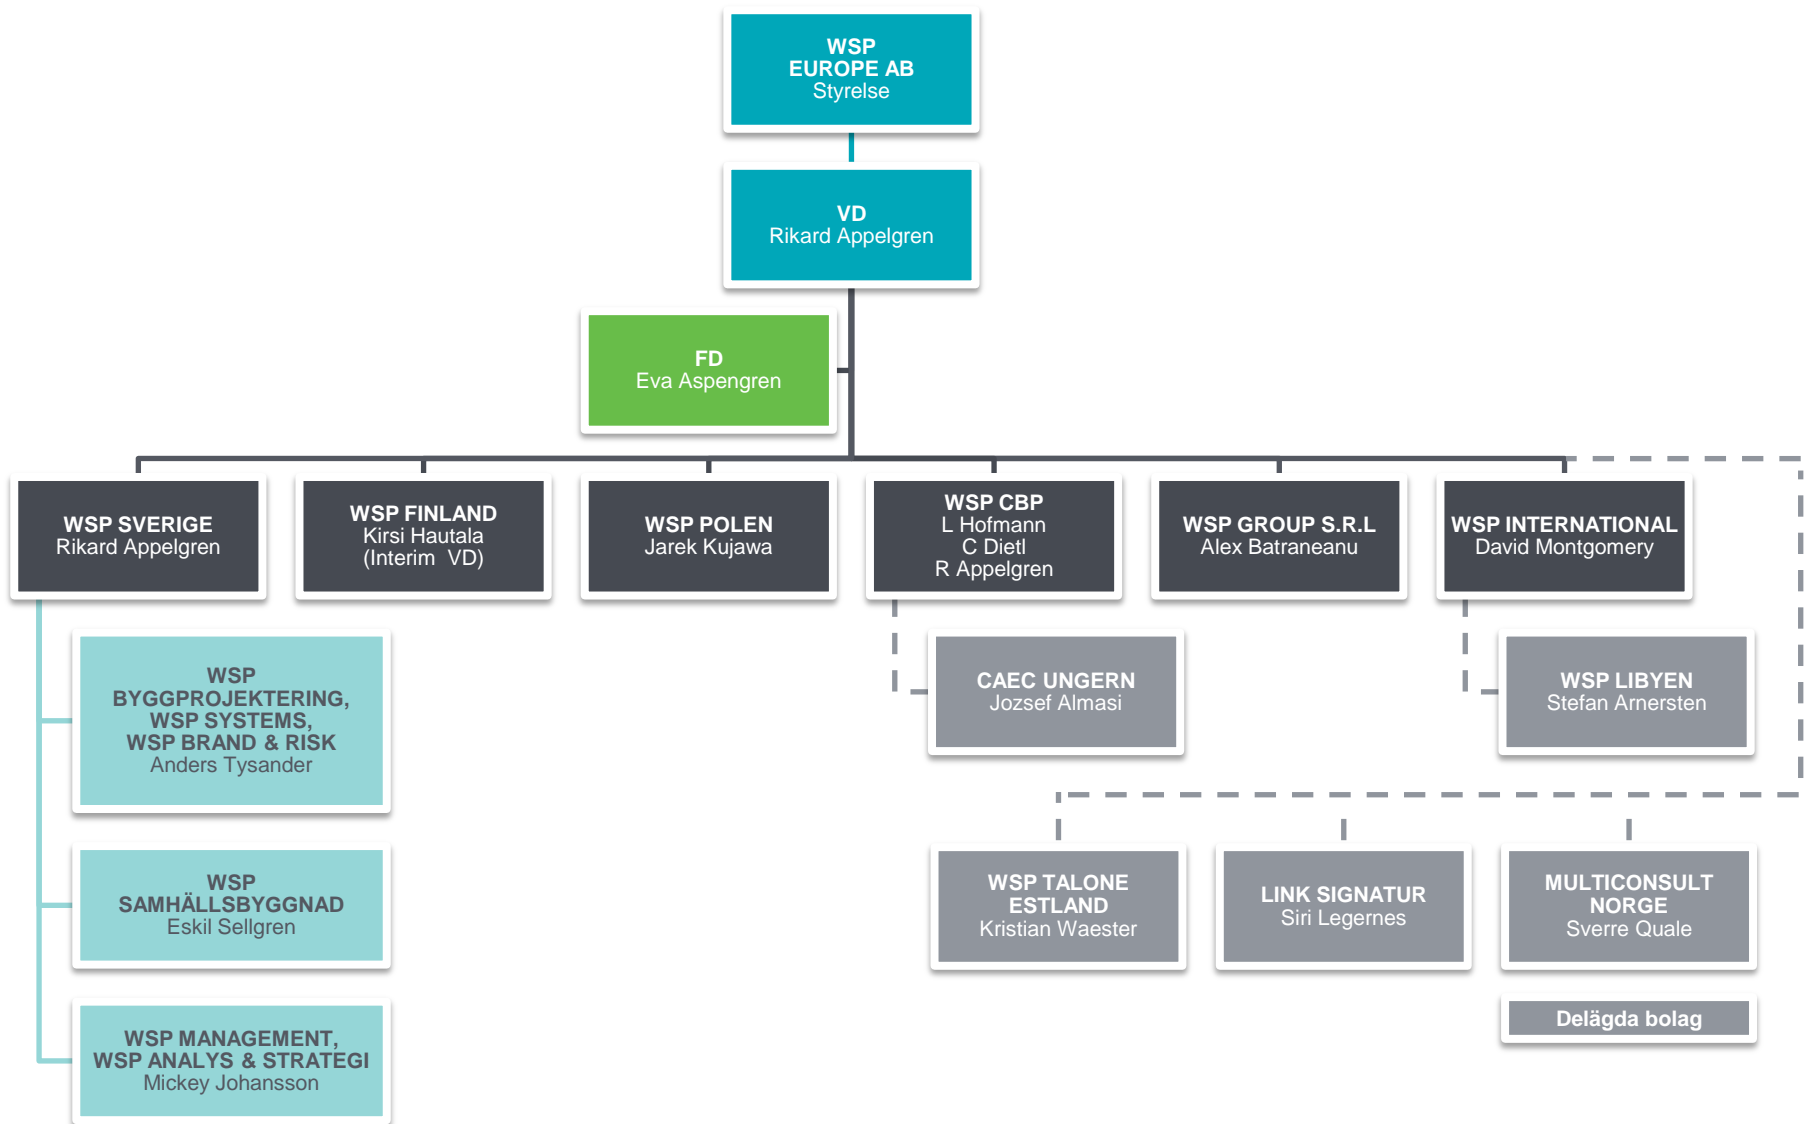 WSP
EUROPE AB
Styrelse
VD
Rikard Appelgren
FD
Eva Aspengren
WSP SVERIGE
Rikard Appelgren
WSP FINLAND
Kirsi Hautala
(Interim VD)
WSP POLEN
Jarek Kujawa
WSP CBP
L Hofmann
C Dietl
R Appelgren
WSP GROUP S.R.L
Alex Batraneanu
WSP INTERNATIONAL
David Montgomery
WSP
BYGGPROJEKTERING,
WSP SYSTEMS,
WSP BRAND & RISK
Anders Tysander
CAEC UNGERN
Jozsef Almasi
WSP LIBYEN
Stefan Arnersten
WSP
SAMHÄLLSBYGGNAD
Eskil Sellgren
WSP TALONE
ESTLAND
Kristian Waester
LINK SIGNATUR
Siri Legernes
MULTICONSULT
NORGE
Sverre Quale
WSP MANAGEMENT,
WSP ANALYS & STRATEGI
Mickey Johansson
Delägda bolag